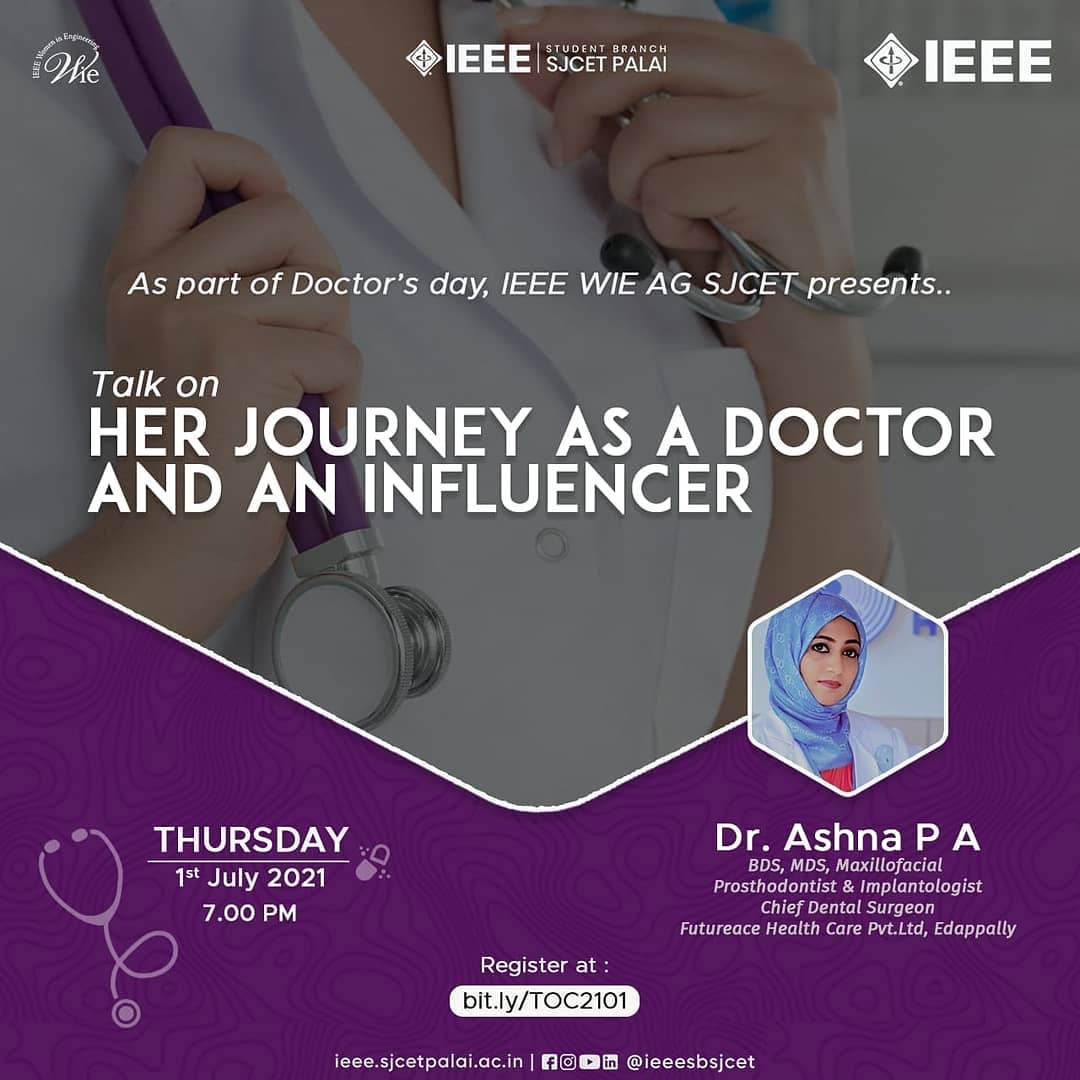 IEEE Women in Engineering
WIE
IEEE STUDENT BRANCH
SJCET PALAI
IEEE
As part of Doctor's day, IEEE WIE AG SJCET presents..
Talk on
HER JOURNEY AS A DOCTOR
AND AN INFLUENCER
THURSDAY
1st July 2021
7.00 PM
Dr. Ashna P A
BDS, MDS, Maxillofacial
Prosthodontist & Implantologist
Chief Dental Surgeon
Futureace Health Care Pvt.Ltd, Edappally
Register at :
bit.ly/TOC2101
ieee.sjcetpalai.ac.in | @ieeesbsjcet